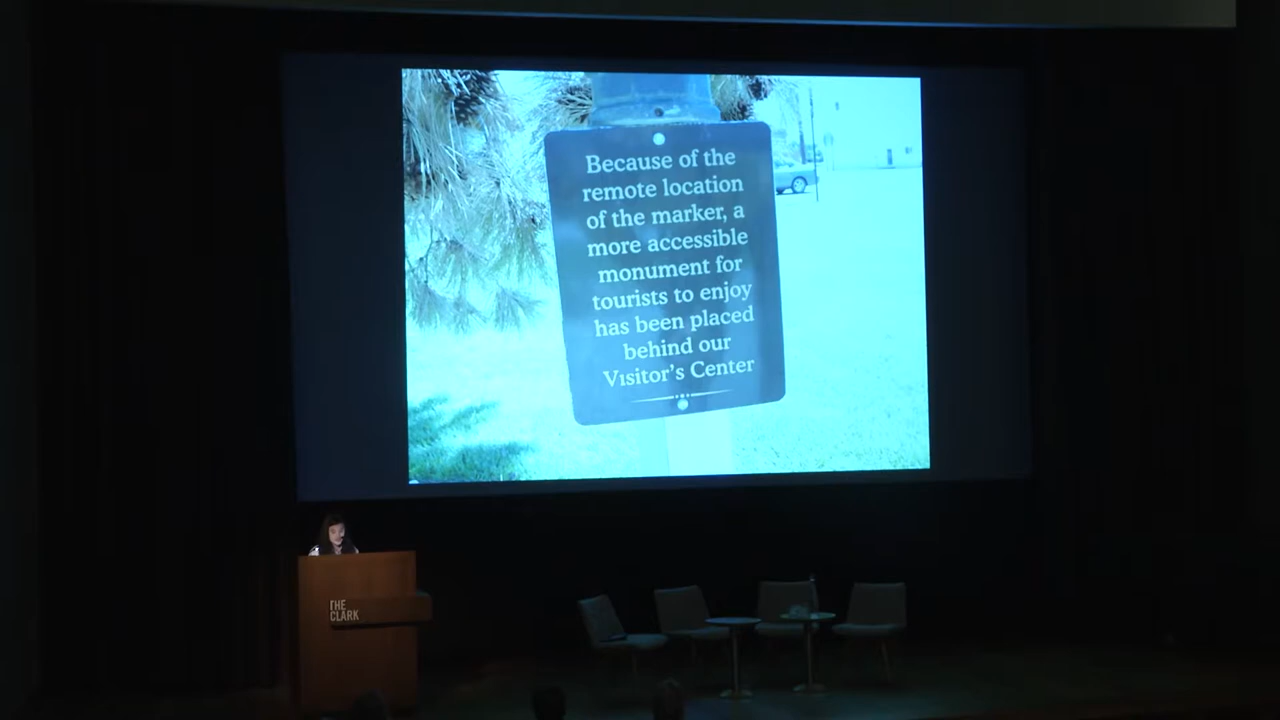 Because of the
remote location
of the marker, a
more accessible
monument for
tourists to enjoy
has been placed
behind our
Visitor's Center
THE
CLARK